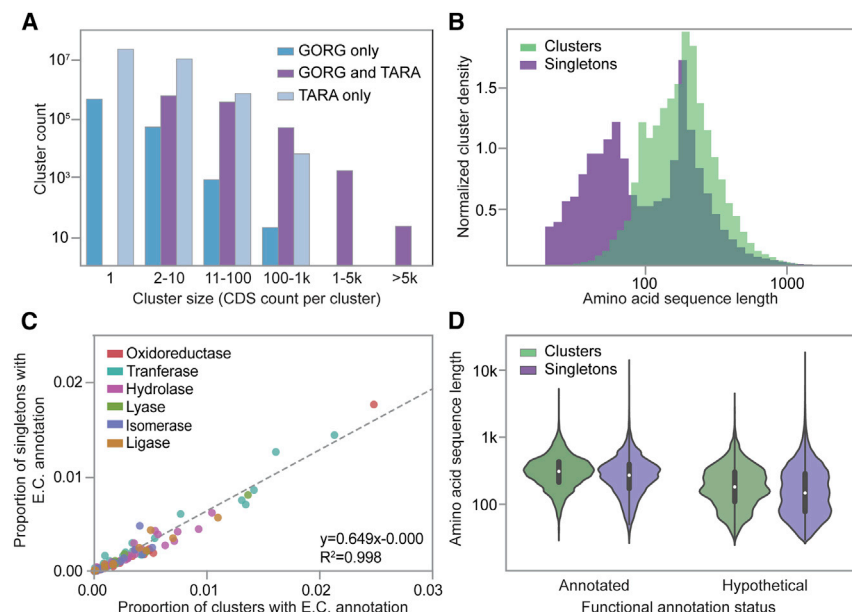 A
10⁷
10⁵
10³
10
Cluster count
GORG only
GORG and TARA
TARA only
1
2-10
11-100
100-1k
1-5k
>5k
Cluster size (CDS count per cluster)
B
Clusters
Singletons
1.5
1.0
0.5
Normalized cluster density
100
1000
Amino acid sequence length
C
Oxidoreductase
Tranferase
Hydrolase
Lyase
Isomerase
Ligase
0.02
0.01
0.00
Proportion of singletons with
E.C. annotation
y=0.649x-0.000
R²=0.998
0.00
0.01
0.02
0.03
Proportion of clusters with E.C. annotation
D
Clusters
Singletons
10k
1k
100
Amino acid sequence length
Annotated
Hypothetical
Functional annotation status